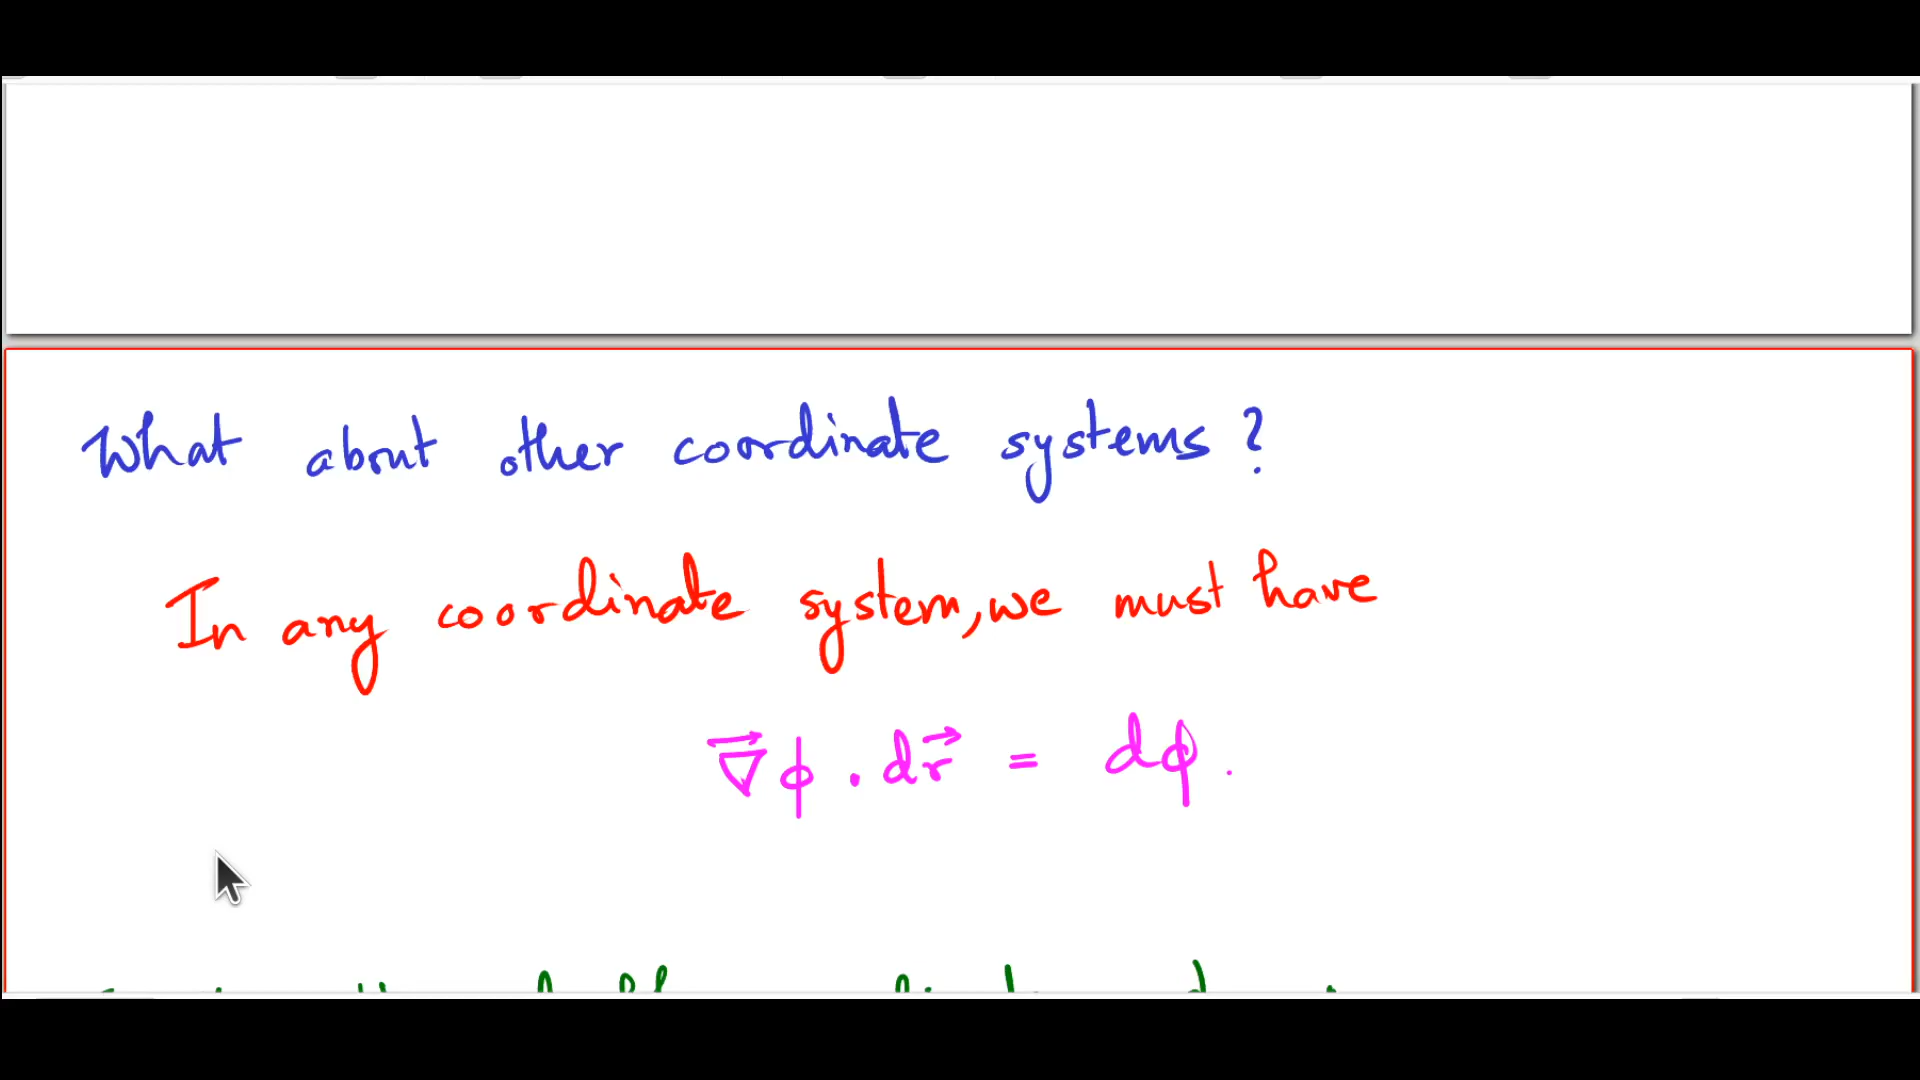 What about other coordinate systems?
In any coordinate system, we must have
∇⃗φ . dr⃗ = dφ .